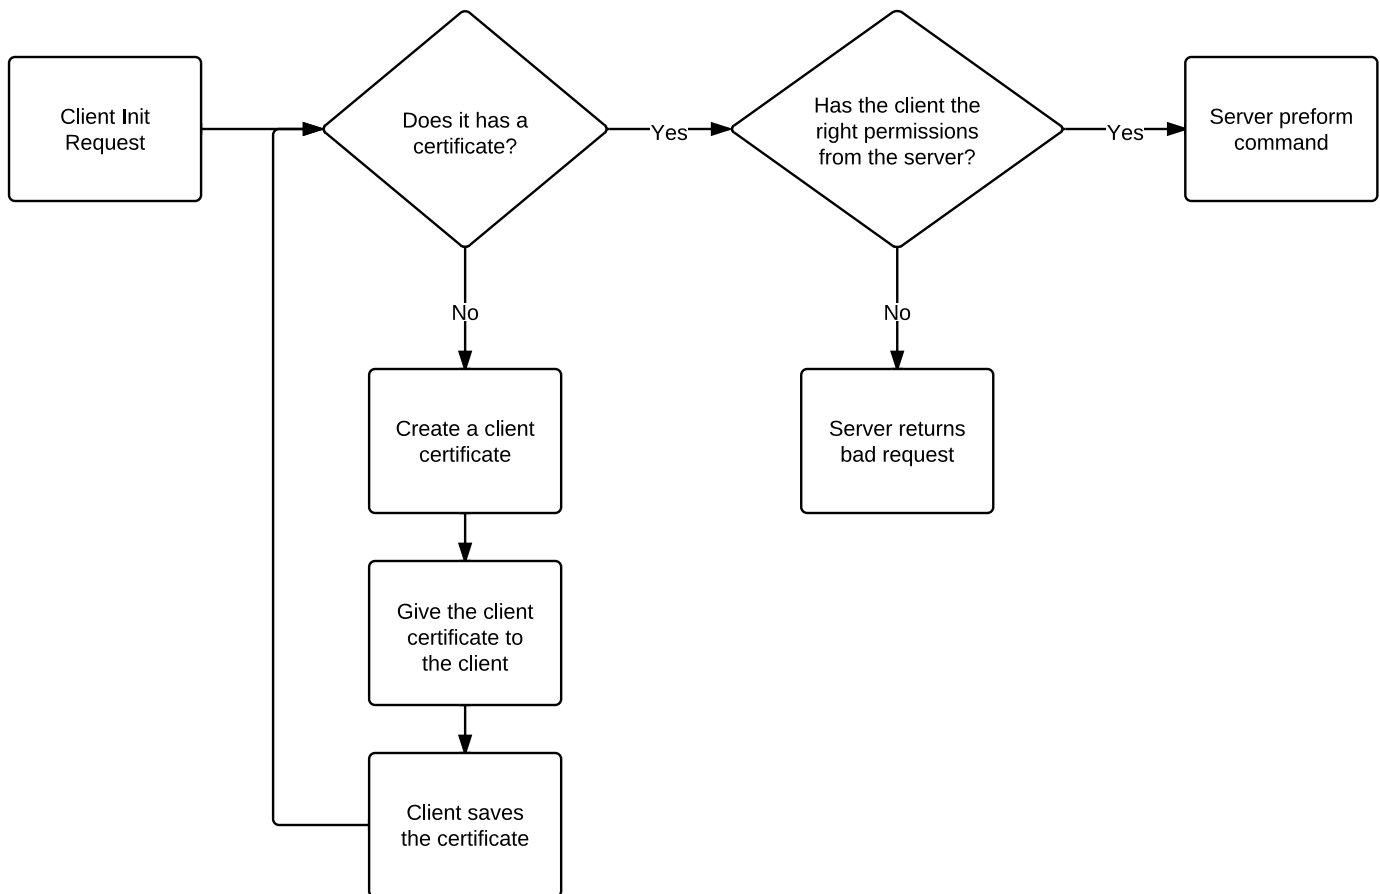 Client Init
Request
Does it has a
certificate?
Yes
Has the client the
right permissions
from the server?
Yes
Server preform
command
No
No
Create a client
certificate
Server returns
bad request
Give the client
certificate to
the client
Client saves
the certificate